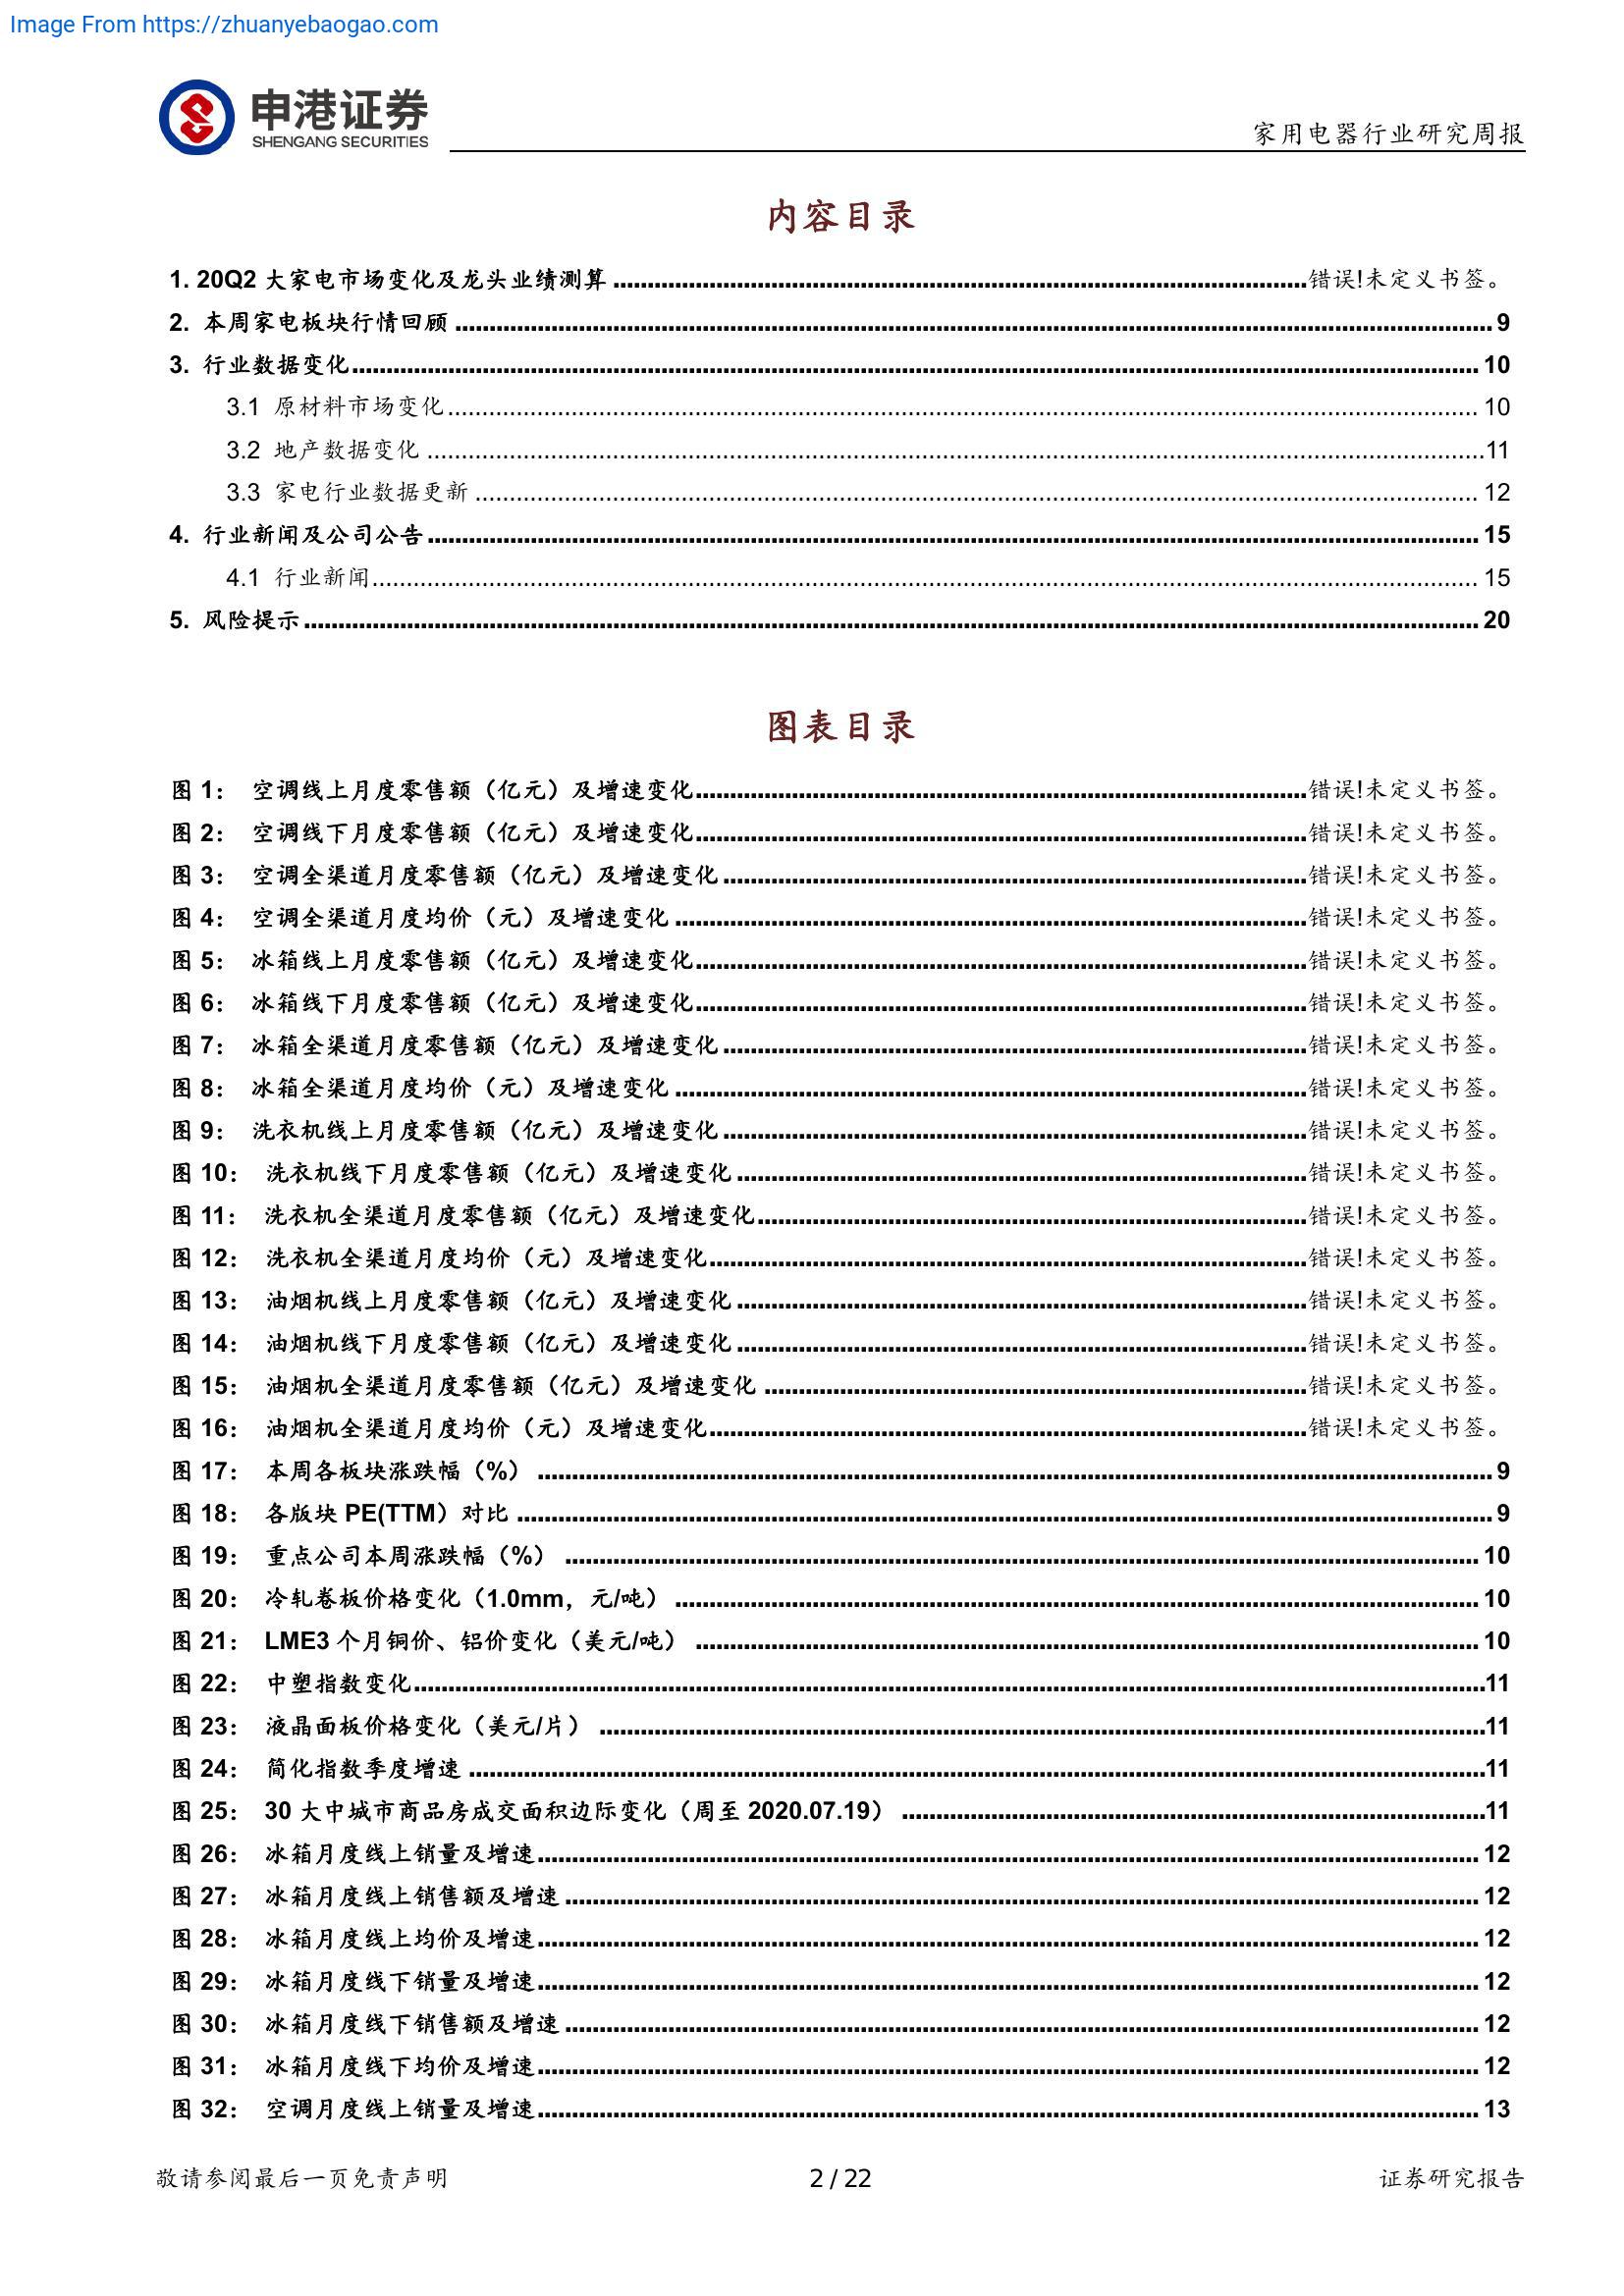 Image From https://zhuanyebaogao.com
申港证券
SHENGANG SECURITIES
家用电器行业研究周报
内容目录
1. 20Q2 大家电市场变化及龙头业绩测算 错误!未定义书签。
2. 本周家电板块行情回顾 9
3. 行业数据变化 10
3.1 原材料市场变化 10
3.2 地产数据变化 11
3.3 家电行业数据更新 12
4. 行业新闻及公司公告 15
4.1 行业新闻 15
5. 风险提示 20
图表目录
图 1： 空调线上月度零售额（亿元）及增速变化 错误!未定义书签。
图 2： 空调线下月度零售额（亿元）及增速变化 错误!未定义书签。
图 3： 空调全渠道月度零售额（亿元）及增速变化 错误!未定义书签。
图 4： 空调全渠道月度均价（元）及增速变化 错误!未定义书签。
图 5： 冰箱线上月度零售额（亿元）及增速变化 错误!未定义书签。
图 6： 冰箱线下月度零售额（亿元）及增速变化 错误!未定义书签。
图 7： 冰箱全渠道月度零售额（亿元）及增速变化 错误!未定义书签。
图 8： 冰箱全渠道月度均价（元）及增速变化 错误!未定义书签。
图 9： 洗衣机线上月度零售额（亿元）及增速变化 错误!未定义书签。
图 10： 洗衣机线下月度零售额（亿元）及增速变化 错误!未定义书签。
图 11： 洗衣机全渠道月度零售额（亿元）及增速变化 错误!未定义书签。
图 12： 洗衣机全渠道月度均价（元）及增速变化 错误!未定义书签。
图 13： 油烟机线上月度零售额（亿元）及增速变化 错误!未定义书签。
图 14： 油烟机线下月度零售额（亿元）及增速变化 错误!未定义书签。
图 15： 油烟机全渠道月度零售额（亿元）及增速变化 错误!未定义书签。
图 16： 油烟机全渠道月度均价（元）及增速变化 错误!未定义书签。
图 17： 本周各板块涨跌幅（%） 9
图 18： 各版块 PE(TTM）对比 9
图 19： 重点公司本周涨跌幅（%） 10
图 20： 冷轧卷板价格变化（1.0mm，元/吨） 10
图 21： LME3 个月铜价、铝价变化（美元/吨） 10
图 22： 中塑指数变化 11
图 23： 液晶面板价格变化（美元/片） 11
图 24： 简化指数季度增速 11
图 25： 30 大中城市商品房成交面积边际变化（周至 2020.07.19） 11
图 26： 冰箱月度线上销量及增速 12
图 27： 冰箱月度线上销售额及增速 12
图 28： 冰箱月度线上均价及增速 12
图 29： 冰箱月度线下销量及增速 12
图 30： 冰箱月度线下销售额及增速 12
图 31： 冰箱月度线下均价及增速 12
图 32： 空调月度线上销量及增速 13
敬请参阅最后一页免责声明 2 / 22 证券研究报告